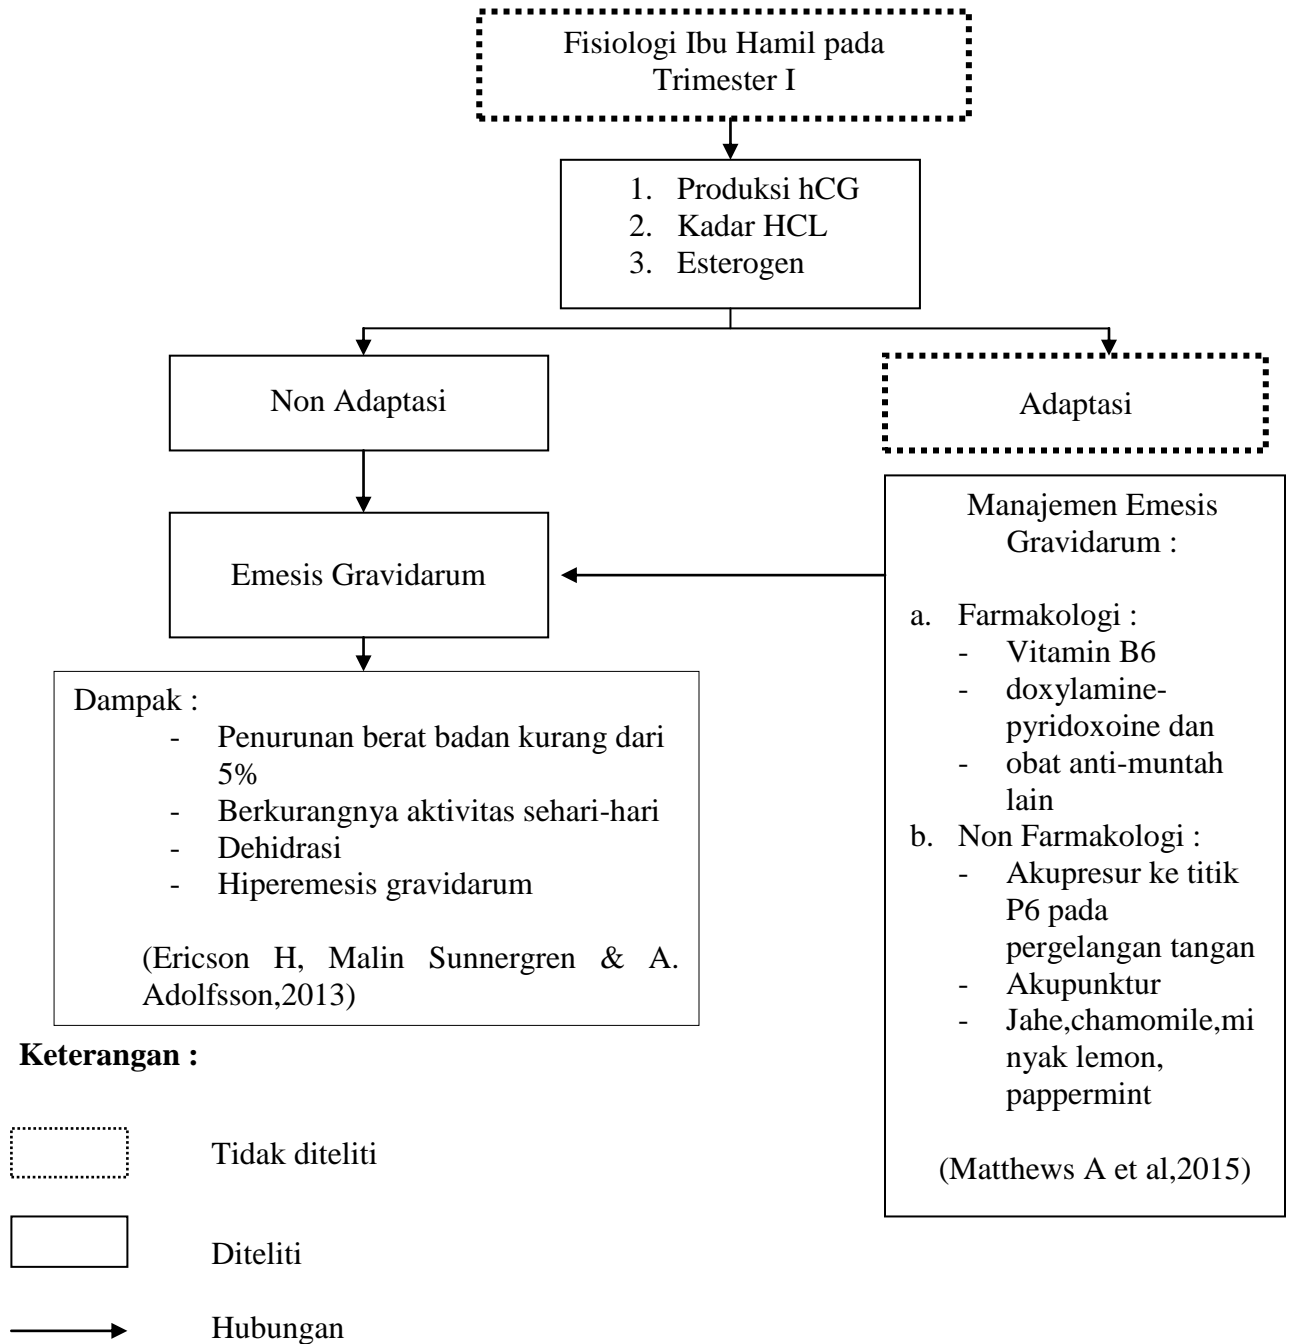 Fisiologi Ibu Hamil pada
Trimester I
1. Produksi hCG
2. Kadar HCL
3. Esterogen
Non Adaptasi
Adaptasi
Emesis Gravidarum
Manajemen Emesis
Gravidarum :
a. Farmakologi :
- Vitamin B6
- doxylamine-
pyridoxoine dan
- obat anti-muntah
lain
b. Non Farmakologi :
- Akupresur ke titik
P6 pada
pergelangan tangan
- Akupunktur
- Jahe,chamomile,mi
nyak lemon,
pappermint
(Matthews A et al,2015)
Dampak :
- Penurunan berat badan kurang dari
5%
- Berkurangnya aktivitas sehari-hari
- Dehidrasi
- Hiperemesis gravidarum
(Ericson H, Malin Sunnergren & A.
Adolfsson,2013)
Keterangan :
Tidak diteliti
Diteliti
Hubungan